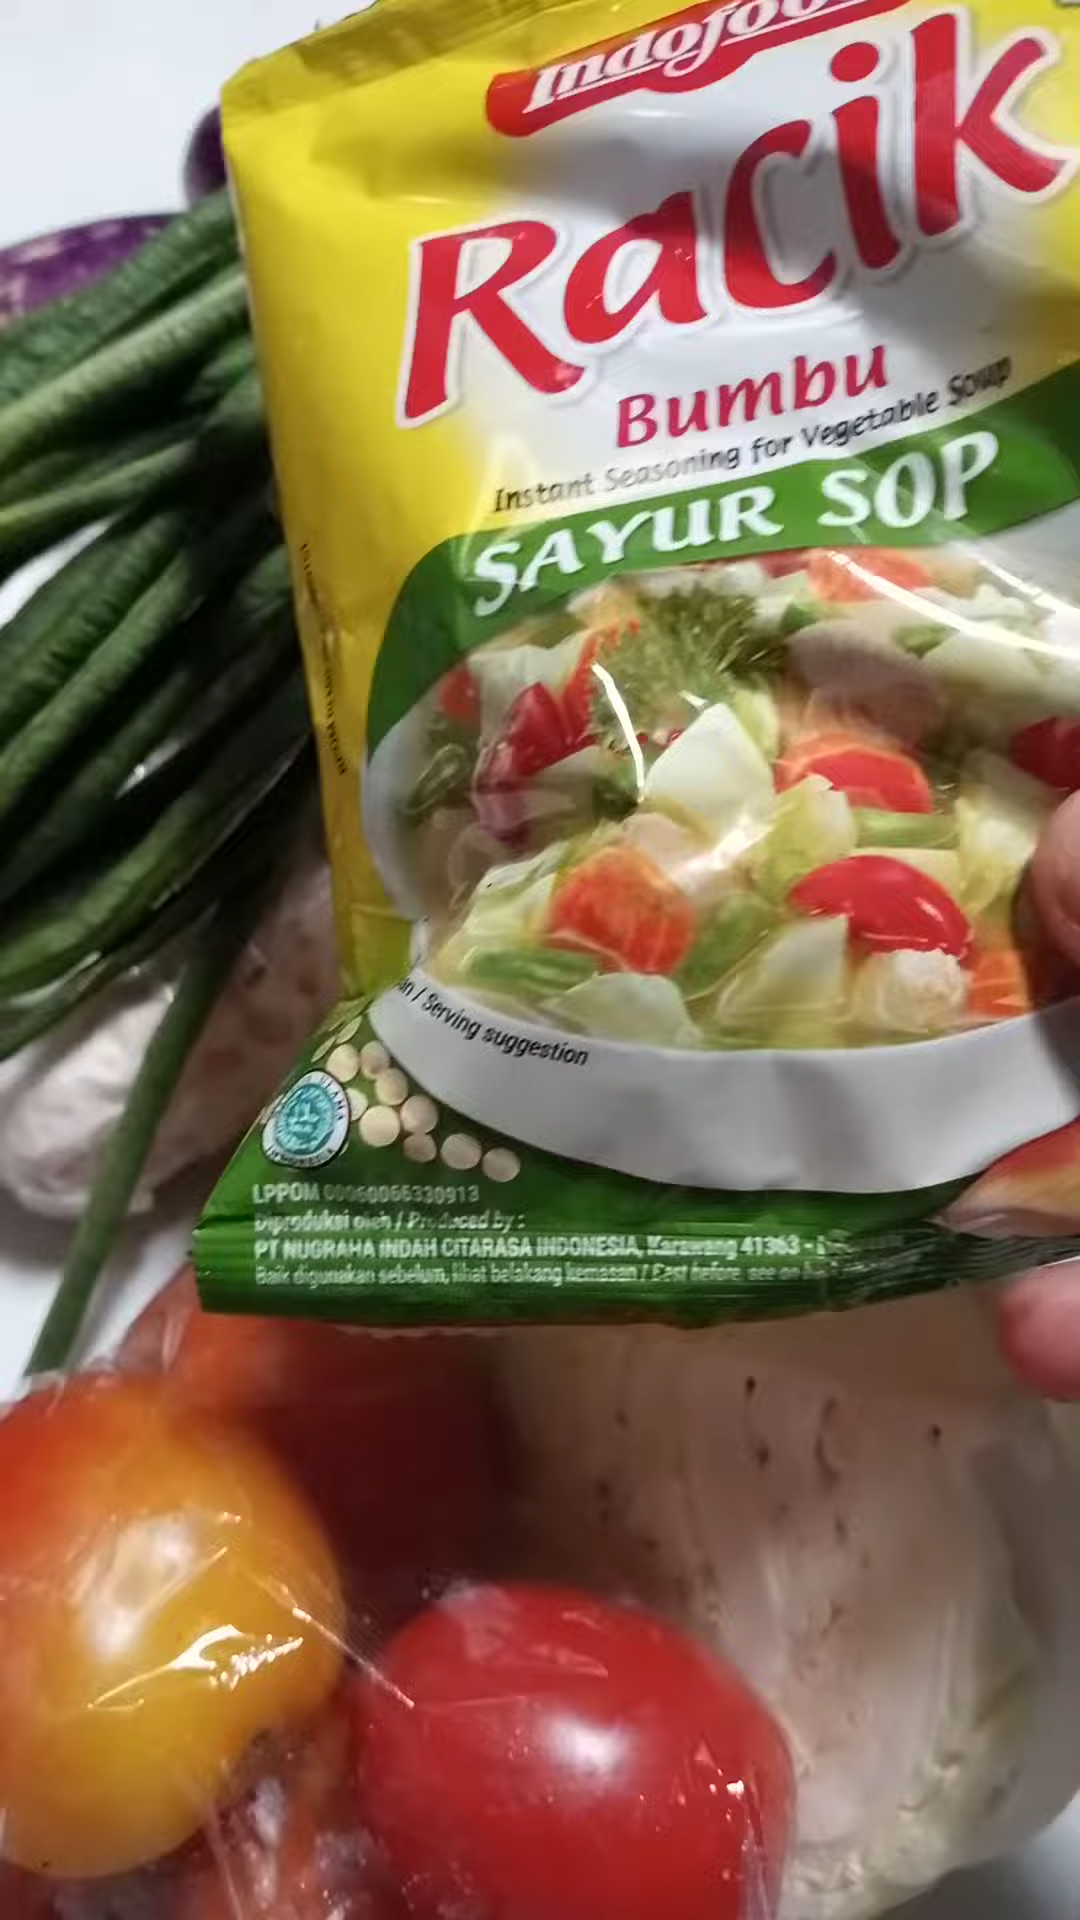 Indofood
Racik
Bumbu
Instant Seasoning for Vegetable Soup
SAYUR SOP
/ Serving suggestion
LPPOM 00060066330913
Diproduksi oleh / Produced by :
PT NUGRAHA INDAH CITARASA INDONESIA, Karawang 41363 -
Baik digunakan sebelum, lihat belakang kemasan / Best before, see on